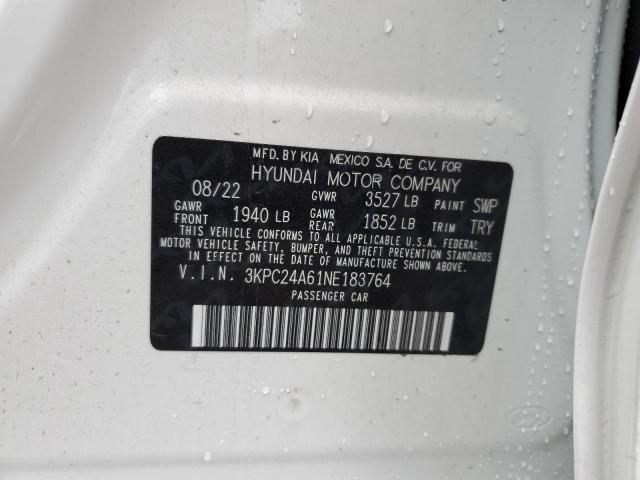 MFD. BY KIA MEXICO S.A. DE C.V. FOR
HYUNDAI MOTOR COMPANY
08/22 GVWR 3527 LB PAINT SWP
GAWR FRONT 1940 LB GAWR REAR 1852 LB TRIM TRY
THIS VEHICLE CONFORMS TO ALL APPLICABLE U.S.A. FEDERAL
MOTOR VEHICLE SAFETY, BUMPER, AND THEFT PREVENTION STANDARDS
IN EFFECT ON THE DATE OF MANUFACTURE SHOWN ABOVE.
V.I.N. 3KPC24A61NE183764
PASSENGER CAR